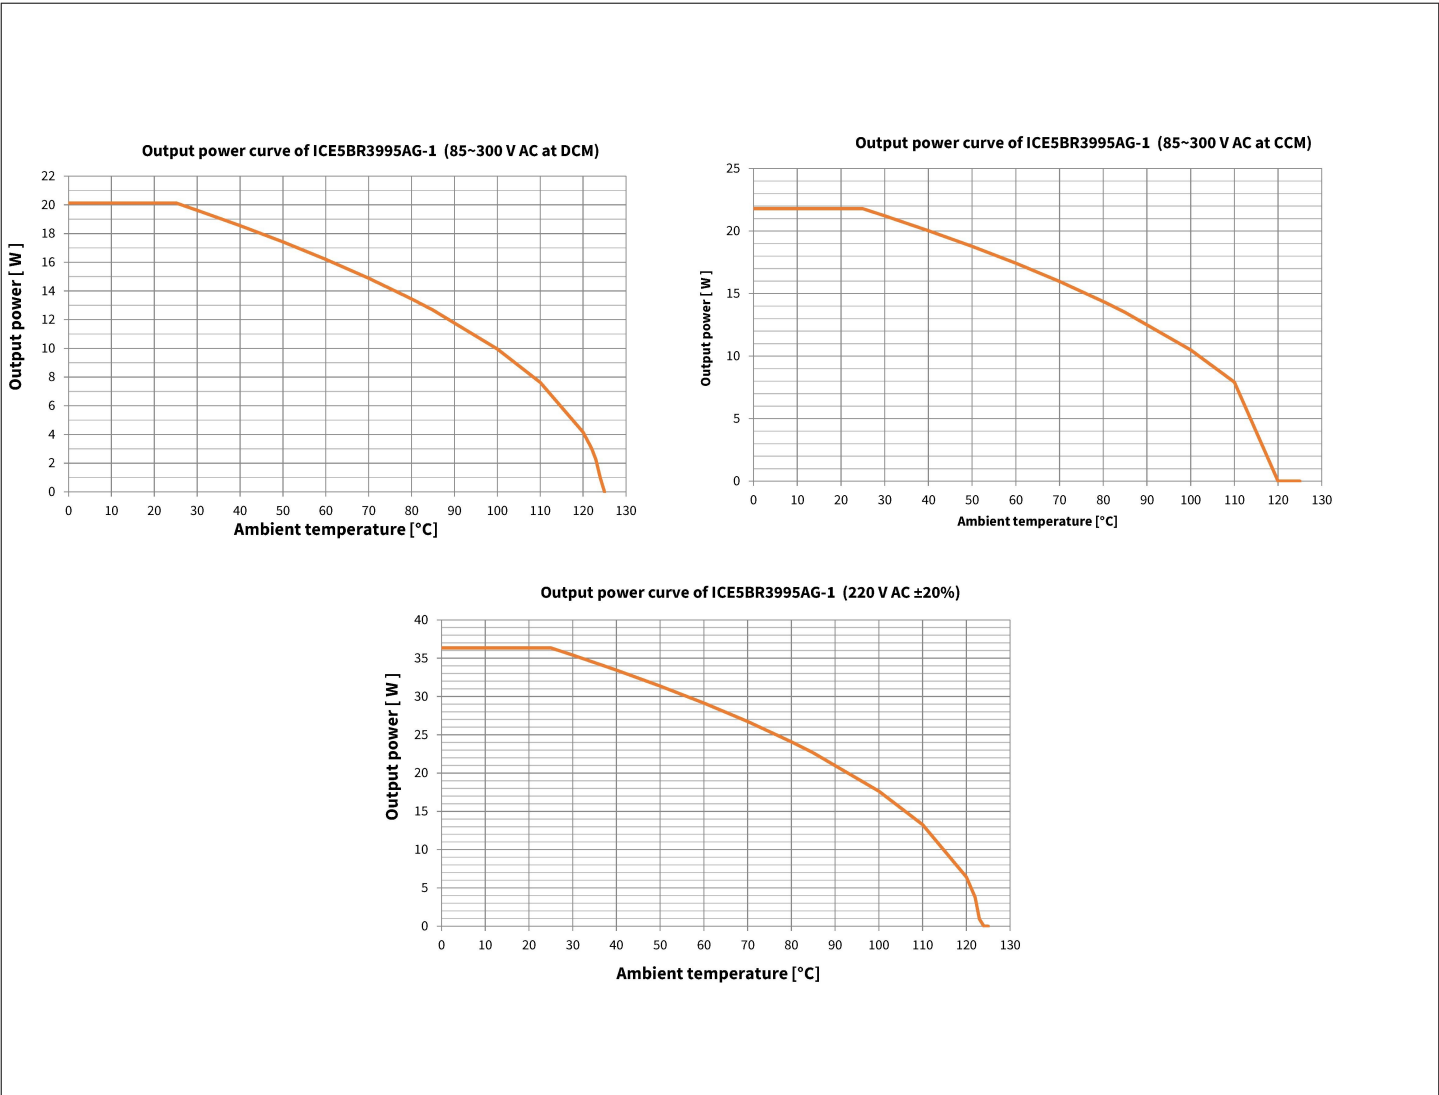 Output power curve of ICE5BR3995AG-1 (85~300 V AC at DCM)
22
20
18
16
14
12
10
8
6
4
2
0
Output power [ W ]
0 10 20 30 40 50 60 70 80 90 100 110 120 130
Ambient temperature [°C]
Output power curve of ICE5BR3995AG-1 (85~300 V AC at CCM)
25
20
15
10
5
0
Output power [ W ]
0 10 20 30 40 50 60 70 80 90 100 110 120 130
Ambient temperature [°C]
Output power curve of ICE5BR3995AG-1 (220 V AC ±20%)
40
35
30
25
20
15
10
5
0
Output power [ W ]
0 10 20 30 40 50 60 70 80 90 100 110 120 130
Ambient temperature [°C]